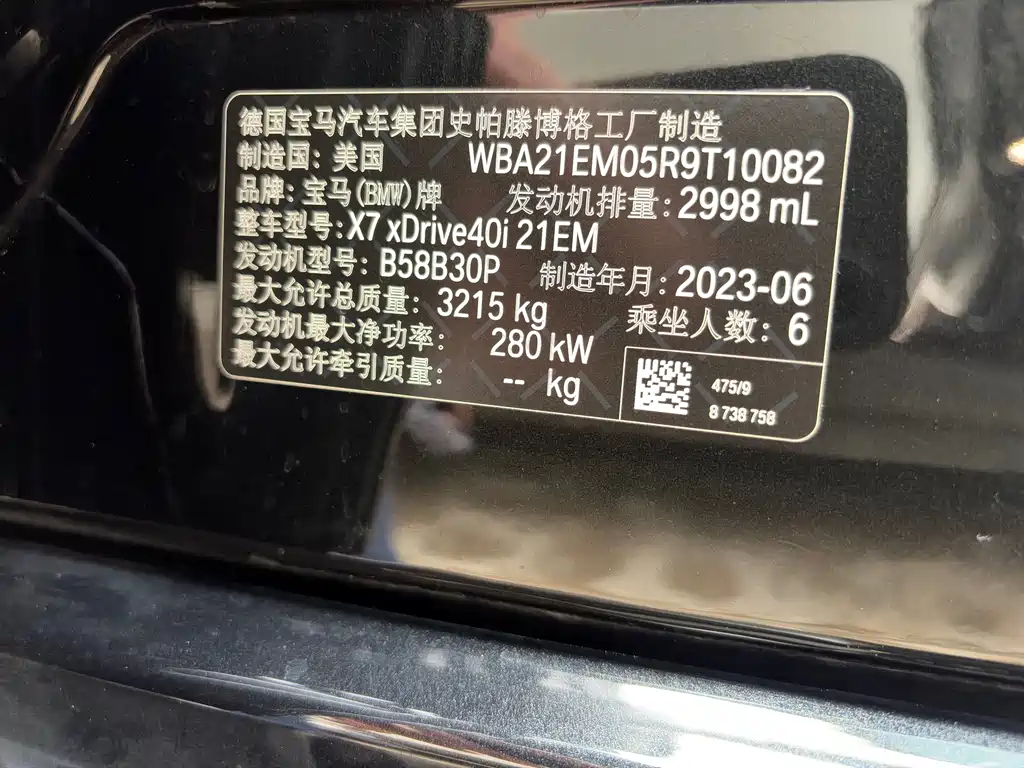 德国宝马汽车集团史帕滕博格工厂制造
制造国：美国 WBA21EM05R9T10082
品牌：宝马(BMW)牌 发动机排量：2998 mL
整车型号：X7 xDrive40i 21EM
发动机型号：B58B30P 制造年月：2023-06
最大允许总质量：3215 kg 乘坐人数：6
发动机最大净功率：280 kW
最大允许牵引质量：-- kg
475/9
8 738 758